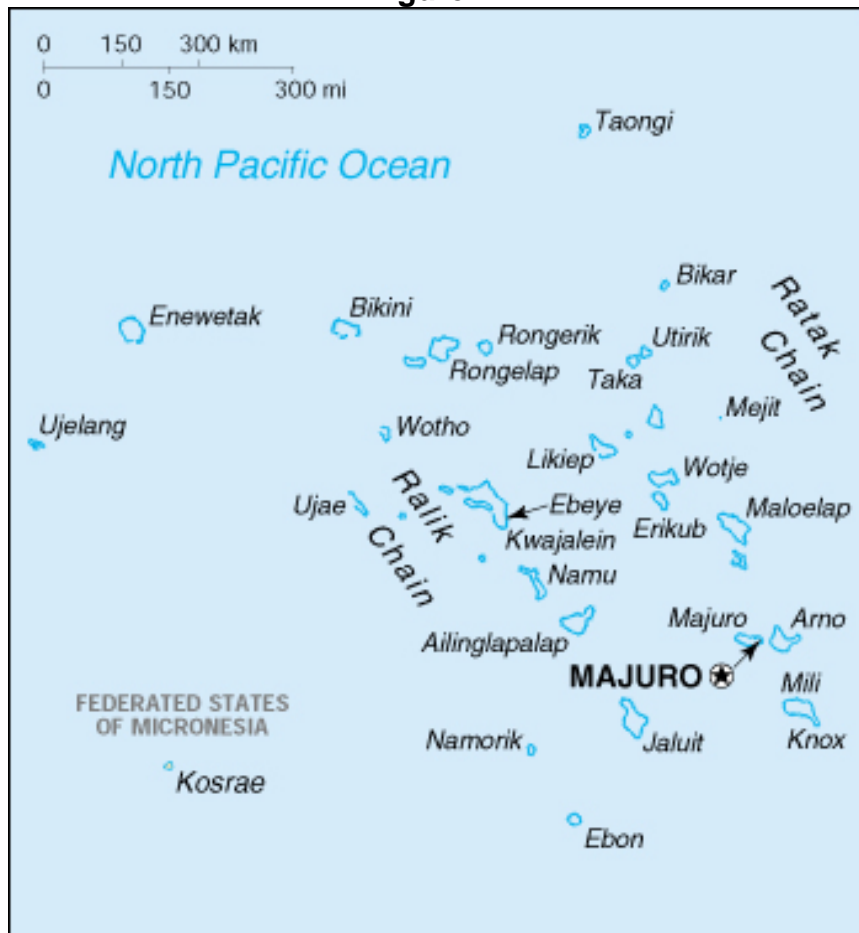 0 150 300 km
0 150 300 mi
Taongi
North Pacific Ocean
Bikar
Ratak
Chain
Enewetak
Bikini
Rongerik
Utirik
Rongelap
Taka
Mejit
Ujelang
Wotho
Likiep
Wotje
Ralik
Chain
Ujae
Ebeye
Erikub
Maloelap
Kwajalein
Namu
Majuro
Arno
Ailinglapalap
MAJURO
Mili
FEDERATED STATES
OF MICRONESIA
Namorik
Jaluit
Knox
Kosrae
Ebon